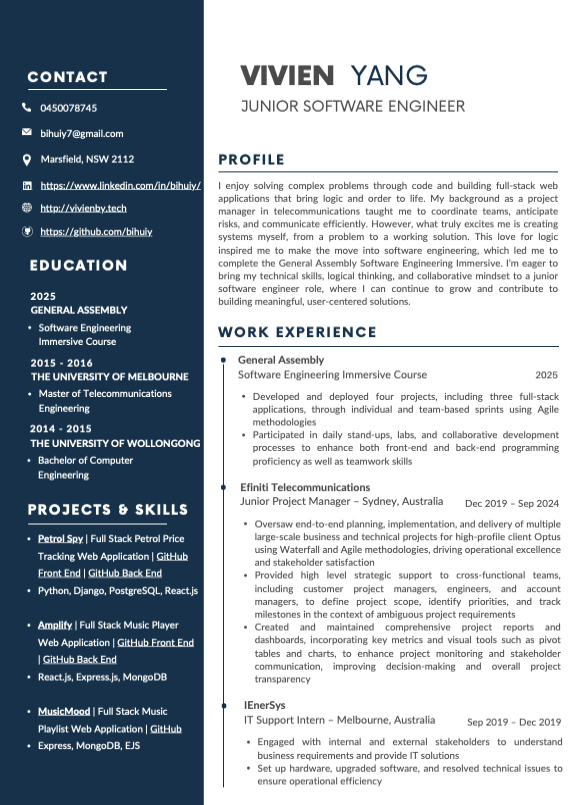 CONTACT
0450078745
bihuiy7@gmail.com
Marsfield, NSW 2112
https://www.linkedin.com/in/bihuiy/
http://vivienby.tech
https://github.com/bihuiy
EDUCATION
2025
GENERAL ASSEMBLY
• Software Engineering
Immersive Course
2015 - 2016
THE UNIVERSITY OF MELBOURNE
• Master of Telecommunications
Engineering
2014 - 2015
THE UNIVERSITY OF WOLLONGONG
• Bachelor of Computer
Engineering
PROJECTS & SKILLS
• Petrol Spy | Full Stack Petrol Price
Tracking Web Application | GitHub
Front End | GitHub Back End
• Python, Django, PostgreSQL, React.js
• Amplify | Full Stack Music Player
Web Application | GitHub Front End
| GitHub Back End
• React.js, Express.js, MongoDB
• MusicMood | Full Stack Music
Playlist Web Application | GitHub
• Express, MongoDB, EJS
VIVIEN YANG
JUNIOR SOFTWARE ENGINEER
PROFILE
I enjoy solving complex problems through code and building full-stack web
applications that bring logic and order to life. My background as a project
manager in telecommunications taught me to coordinate teams, anticipate
risks, and communicate efficiently. However, what truly excites me is creating
systems myself, from a problem to a working solution. This love for logic
inspired me to make the move into software engineering, which led me to
complete the General Assembly Software Engineering Immersive. I'm eager to
bring my technical skills, logical thinking, and collaborative mindset to a junior
software engineer role, where I can continue to grow and contribute to
building meaningful, user-centered solutions.
WORK EXPERIENCE
General Assembly
Software Engineering Immersive Course 2025
• Developed and deployed four projects, including three full-stack
applications, through individual and team-based sprints using Agile
methodologies
• Participated in daily stand-ups, labs, and collaborative development
processes to enhance both front-end and back-end programming
proficiency as well as teamwork skills
Efiniti Telecommunications
Junior Project Manager – Sydney, Australia Dec 2019 – Sep 2024
• Oversaw end-to-end planning, implementation, and delivery of multiple
large-scale business and technical projects for high-profile client Optus
using Waterfall and Agile methodologies, driving operational excellence
and stakeholder satisfaction
• Provided high level strategic support to cross-functional teams,
including customer project managers, engineers, and account
managers, to define project scope, identify priorities, and track
milestones in the context of ambiguous project requirements
• Created and maintained comprehensive project reports and
dashboards, incorporating key metrics and visual tools such as pivot
tables and charts, to enhance project monitoring and stakeholder
communication, improving decision-making and overall project
transparency
IEnerSys
IT Support Intern – Melbourne, Australia Sep 2019 – Dec 2019
• Engaged with internal and external stakeholders to understand
business requirements and provide IT solutions
• Set up hardware, upgraded software, and resolved technical issues to
ensure operational efficiency